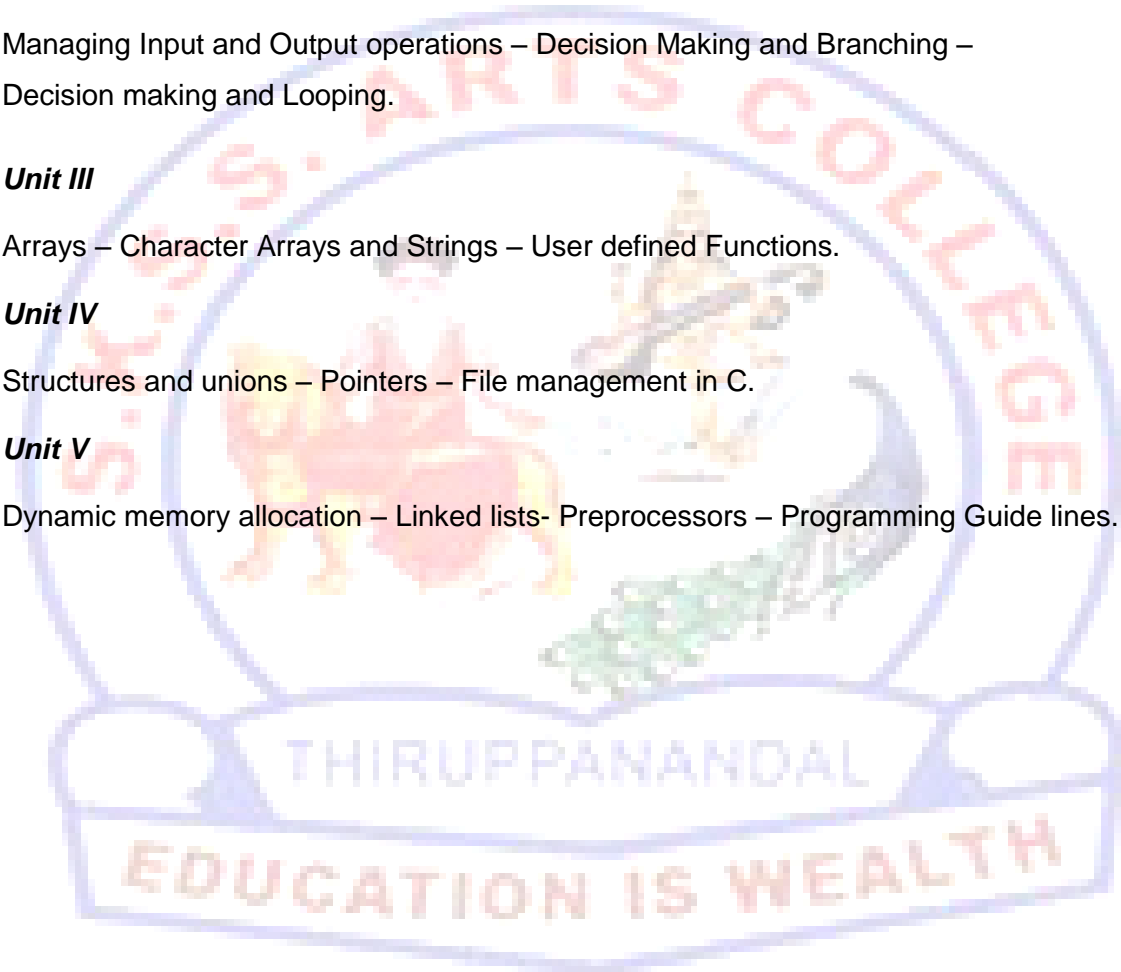 Managing Input and Output operations – Decision Making and Branching –
Decision making and Looping.
Unit III
Arrays – Character Arrays and Strings – User defined Functions.
Unit IV
Structures and unions – Pointers – File management in C.
Unit V
Dynamic memory allocation – Linked lists- Preprocessors – Programming Guide lines.
S.K.S.S. ARTS COLLEGE
THIRUPPANANDAL
EDUCATION IS WEALTH